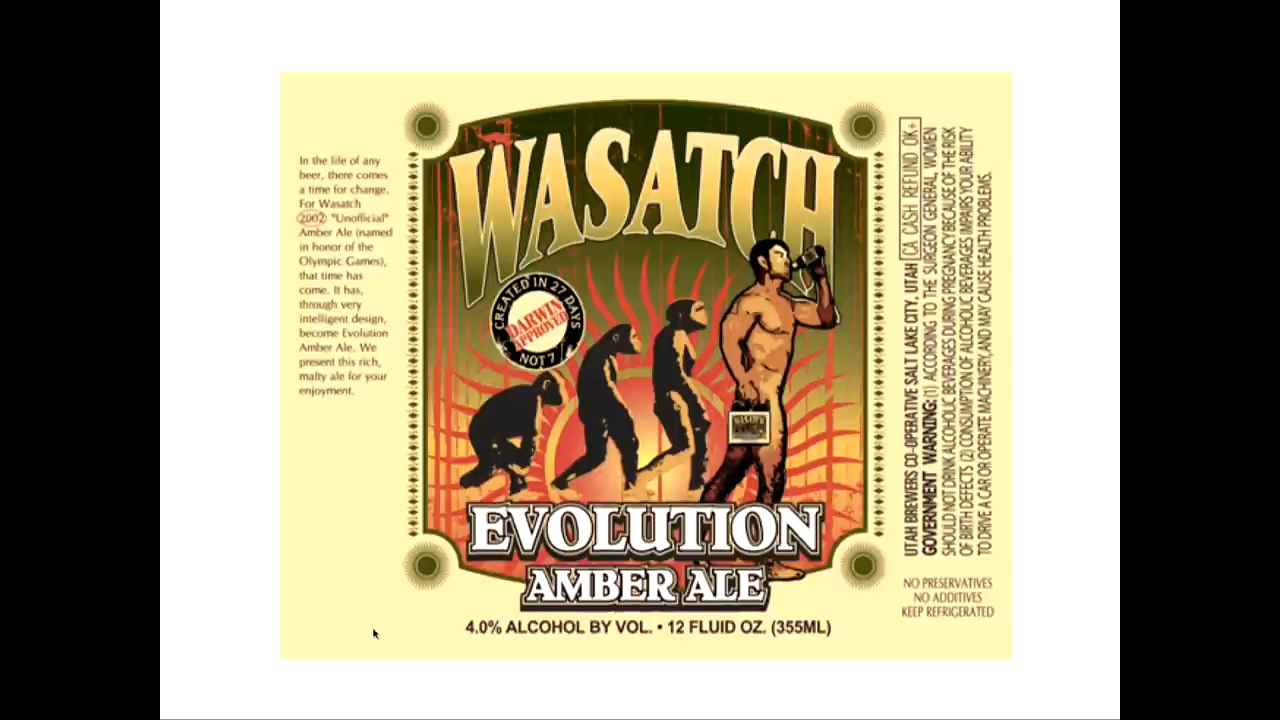 In the life of any
beer, there comes
a time for change.
For Wasatch
2002 "Unofficial"
Amber Ale (named
in honor of the
Olympic Games),
that time has
come. It has,
through very
intelligent design,
become Evolution
Amber Ale. We
present this rich,
malty ale for your
enjoyment.
WASATCH
CREATED IN 27 DAYS
NOT 7
DARWIN
APPROVED
WASATCH
EVOLUTION
AMBER ALE
4.0% ALCOHOL BY VOL. • 12 FLUID OZ. (355ML)
UTAH BREWERS CO-OPERATIVE SALT LAKE CITY, UTAH CA CASH REFUND OK+
GOVERNMENT WARNING: (1) ACCORDING TO THE SURGEON GENERAL, WOMEN
SHOULD NOT DRINK ALCOHOLIC BEVERAGES DURING PREGNANCY BECAUSE OF THE RISK
OF BIRTH DEFECTS (2) CONSUMPTION OF ALCOHOLIC BEVERAGES IMPAIRS YOUR ABILITY
TO DRIVE A CAR OR OPERATE MACHINERY, AND MAY CAUSE HEALTH PROBLEMS.
NO PRESERVATIVES
NO ADDITIVES
KEEP REFRIGERATED